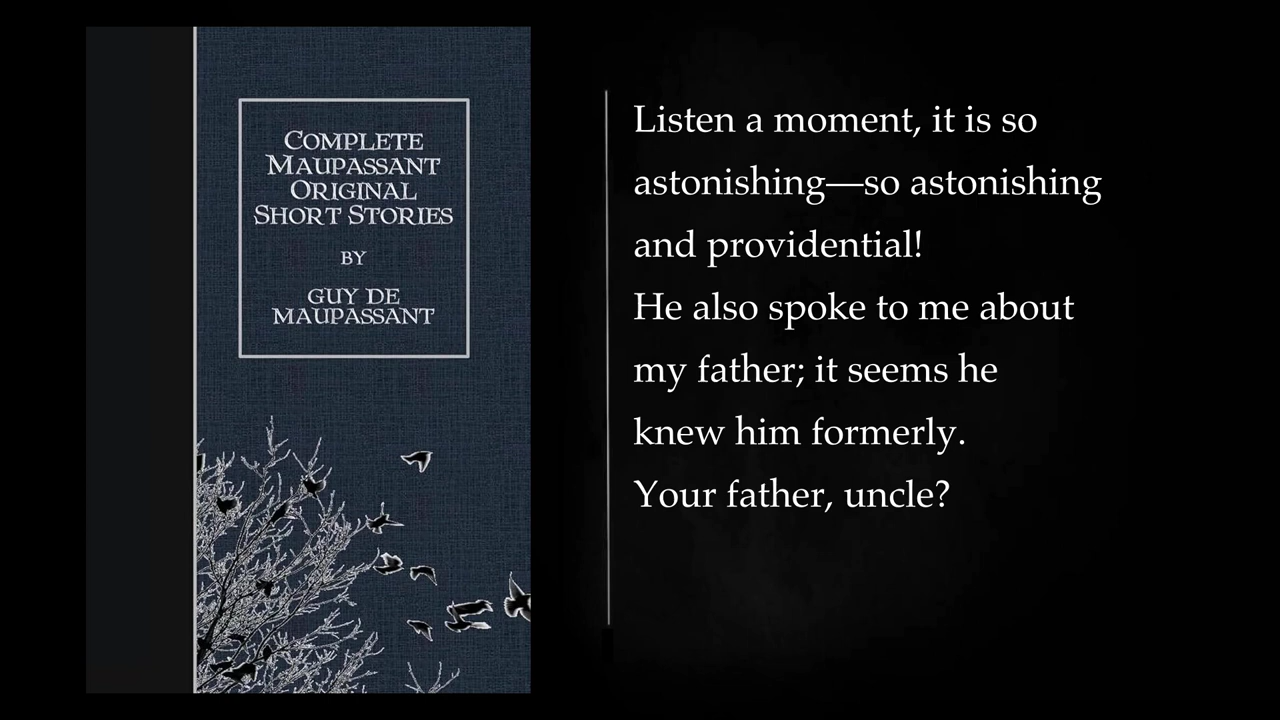 COMPLETE
MAUPASSANT
ORIGINAL
SHORT STORIES
BY
GUY DE
MAUPASSANT
Listen a moment, it is so
astonishing—so astonishing
and providential!
He also spoke to me about
my father; it seems he
knew him formerly.
Your father, uncle?